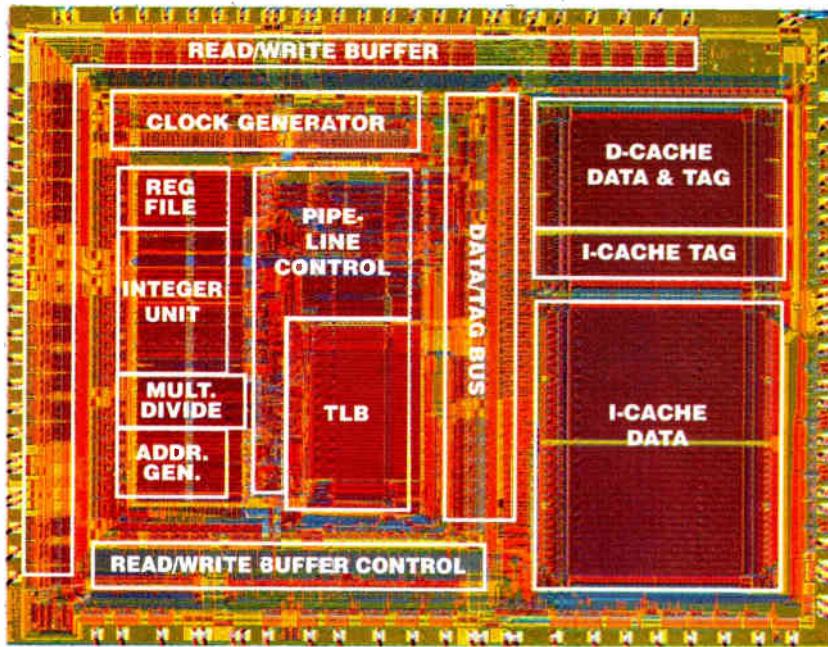 READ/WRITE BUFFER
CLOCK GENERATOR
REG
FILE
INTEGER
UNIT
MULT.
DIVIDE
ADDR.
GEN.
PIPE-
LINE
CONTROL
TLB
DATA/TAG BUS
D-CACHE
DATA & TAG
I-CACHE TAG
I-CACHE
DATA
READ/WRITE BUFFER CONTROL